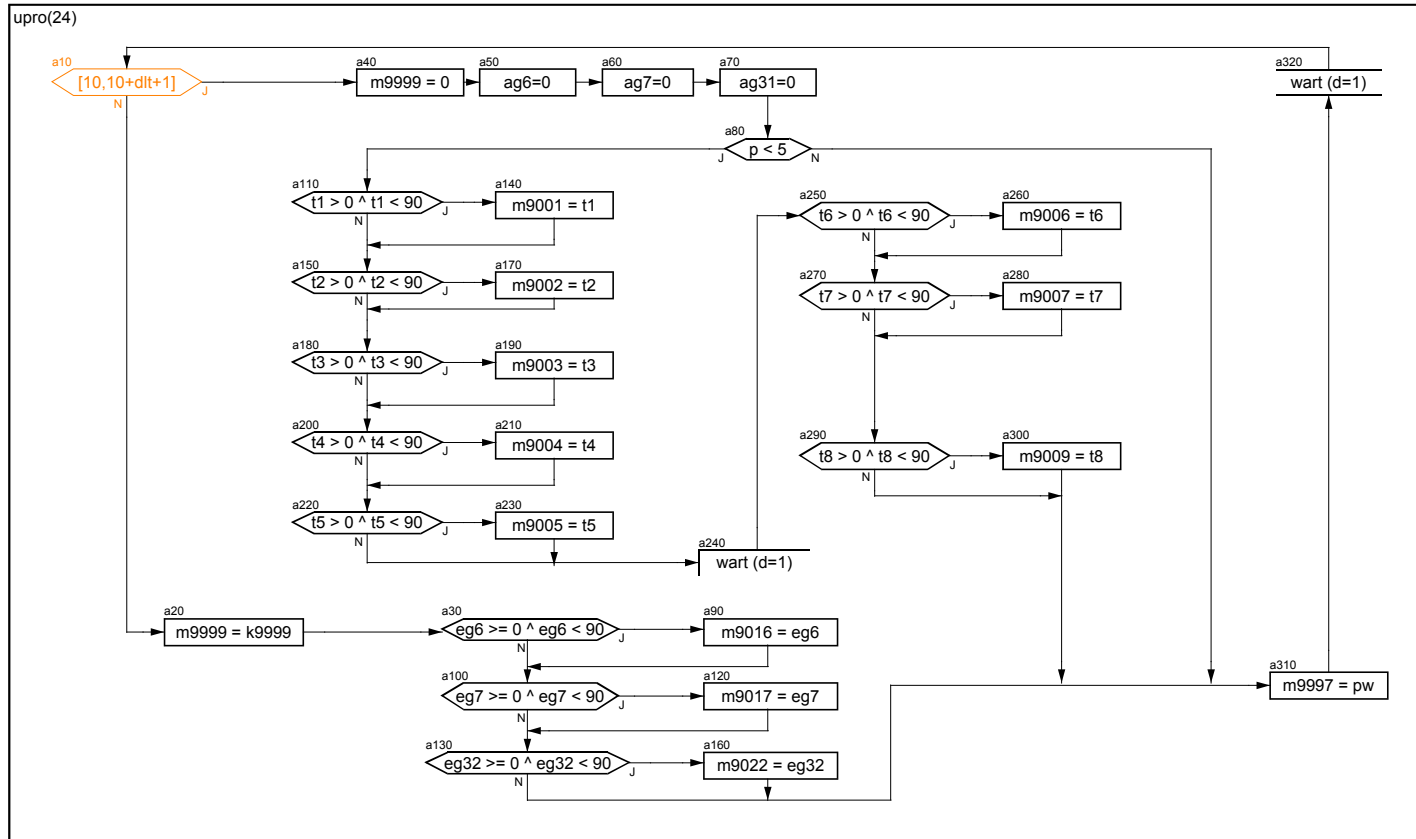 upro(24)
a10
[10,10+dlt+1]
J
N
a40
m9999 = 0
a50
ag6=0
a60
ag7=0
a70
ag31=0
a320
wart (d=1)
a80
p < 5
J
N
a110
t1 > 0 ^ t1 < 90
J
N
a140
m9001 = t1
a150
t2 > 0 ^ t2 < 90
J
N
a170
m9002 = t2
a180
t3 > 0 ^ t3 < 90
J
N
a190
m9003 = t3
a200
t4 > 0 ^ t4 < 90
J
N
a210
m9004 = t4
a220
t5 > 0 ^ t5 < 90
J
N
a230
m9005 = t5
a240
wart (d=1)
a250
t6 > 0 ^ t6 < 90
J
N
a260
m9006 = t6
a270
t7 > 0 ^ t7 < 90
J
N
a280
m9007 = t7
a290
t8 > 0 ^ t8 < 90
J
N
a300
m9009 = t8
a20
m9999 = k9999
a30
eg6 >= 0 ^ eg6 < 90
J
N
a90
m9016 = eg6
a100
eg7 >= 0 ^ eg7 < 90
J
N
a120
m9017 = eg7
a130
eg32 >= 0 ^ eg32 < 90
J
N
a160
m9022 = eg32
a310
m9997 = pw